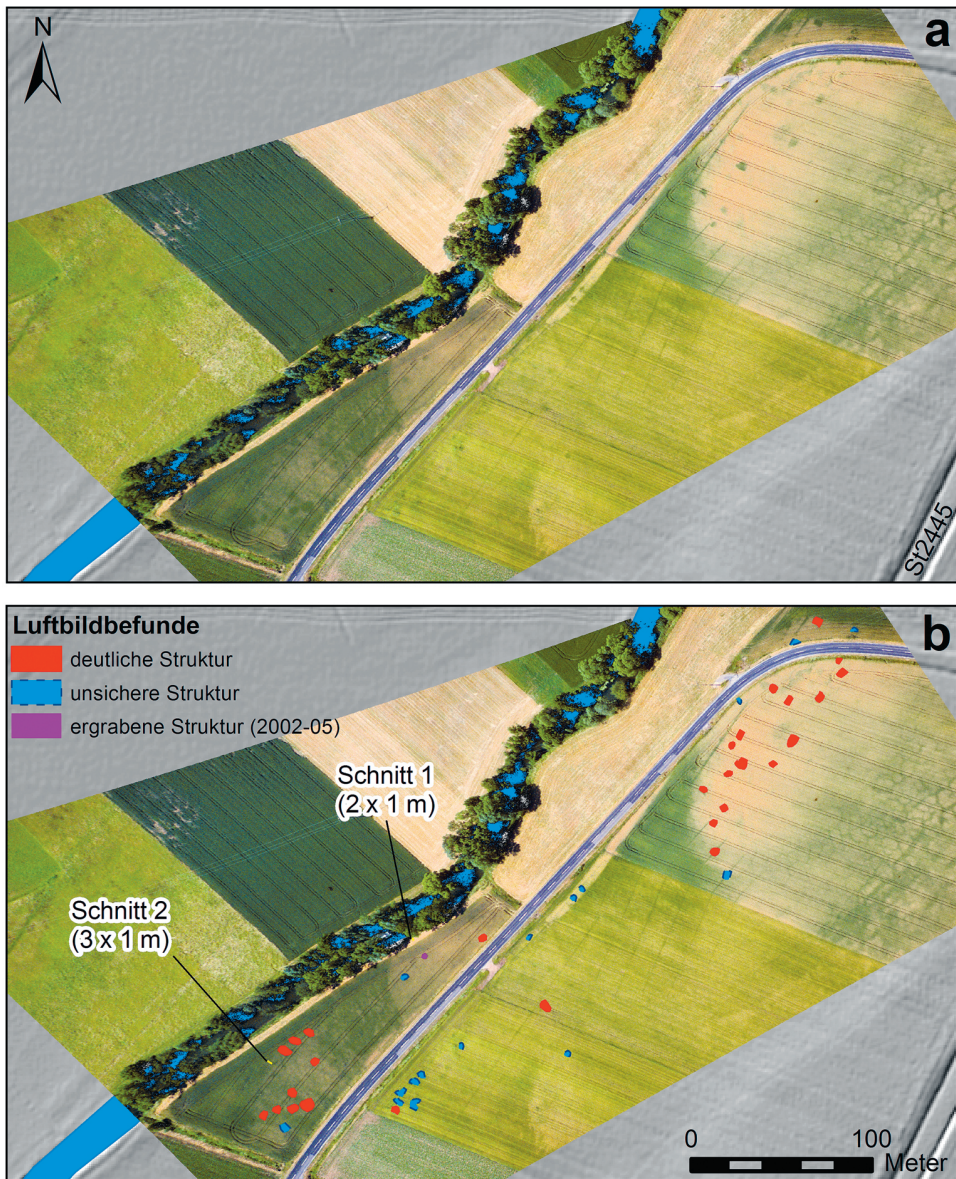 N
a
St2445
b
Luftbildbefunde
deutliche Struktur
unsichere Struktur
ergrabene Struktur (2002-05)
Schnitt 1
(2 x 1 m)
Schnitt 2
(3 x 1 m)
0 100
Meter